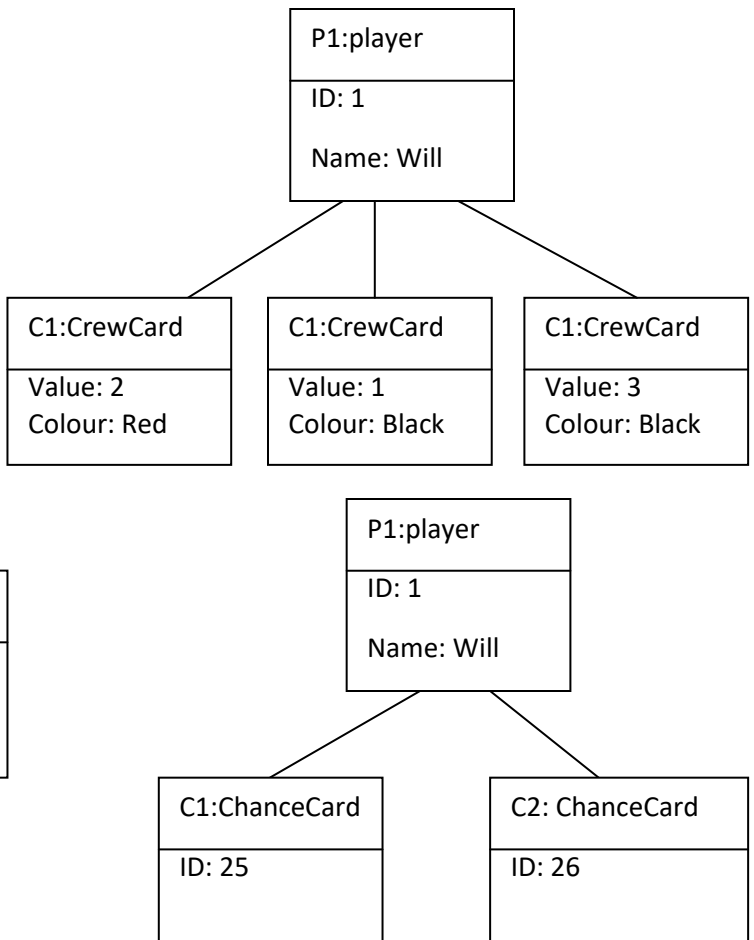 P1:player
ID: 1
Name: Will
C1:CrewCard
Value: 2
Colour: Red
C1:CrewCard
Value: 1
Colour: Black
C1:CrewCard
Value: 3
Colour: Black
P1:player
ID: 1
Name: Will
C1:ChanceCard
ID: 25
C2: ChanceCard
ID: 26